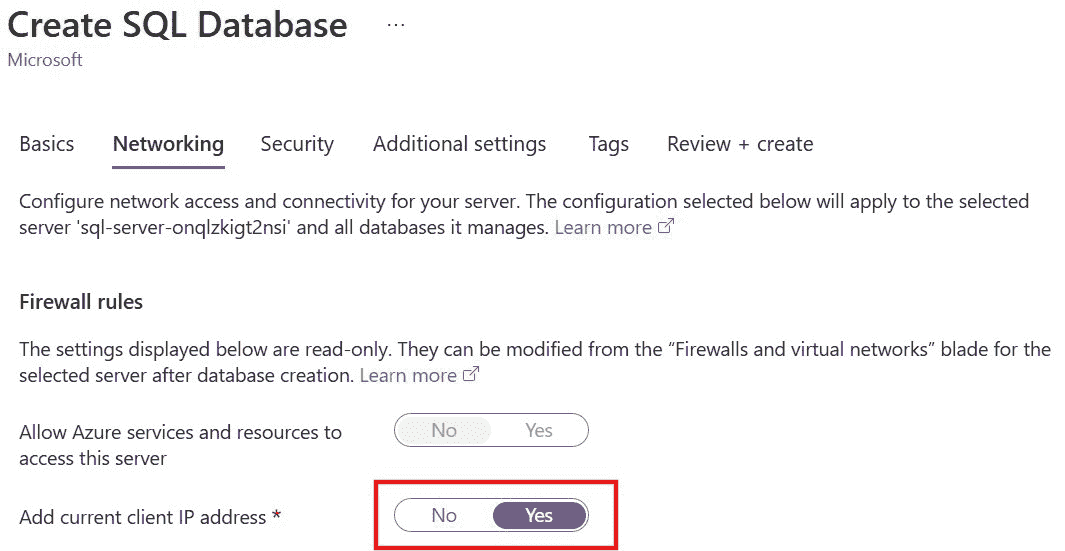 Create SQL Database ...
Microsoft
Basics Networking Security Additional settings Tags Review + create
Configure network access and connectivity for your server. The configuration selected below will apply to the selected
server 'sql-server-onqlzkigt2nsi' and all databases it manages. Learn more
Firewall rules
The settings displayed below are read-only. They can be modified from the “Firewalls and virtual networks” blade for the
selected server after database creation. Learn more
Allow Azure services and resources to
access this server
No Yes
Add current client IP address *
No Yes